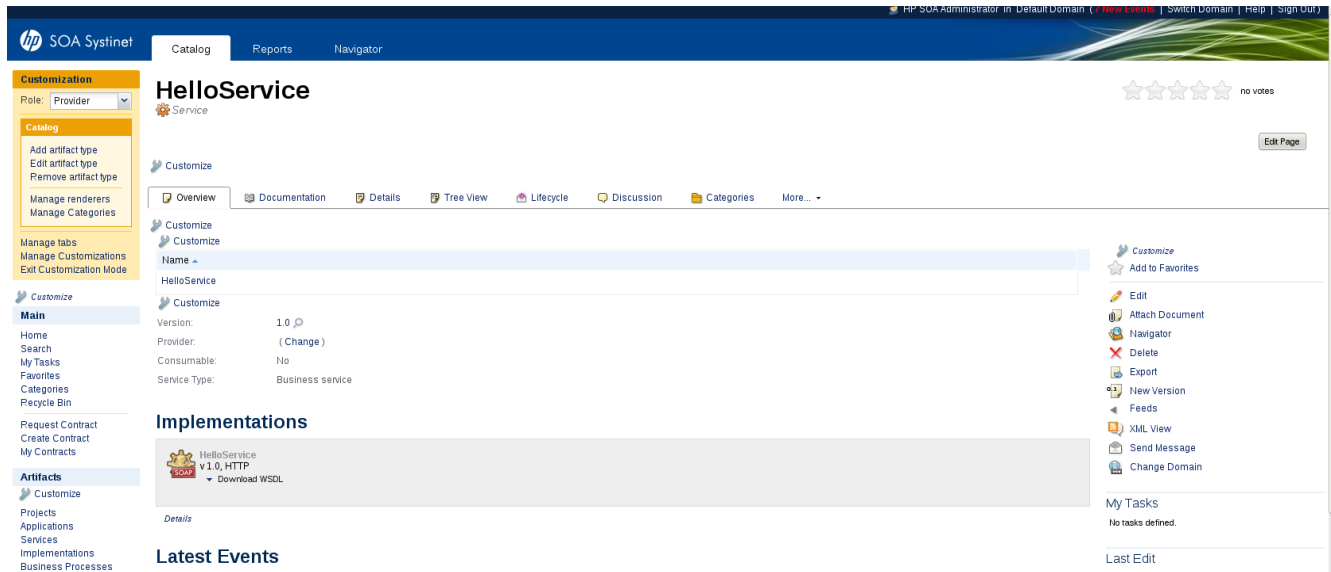 HP SOA Administrator in Default Domain ( 7 New Events | Switch Domain | Help | Sign Out )
hp SOA Systinet
Catalog Reports Navigator
Customization
Role: Provider
Catalog
Add artifact type
Edit artifact type
Remove artifact type
Manage renderers
Manage Categories
Manage tabs
Manage Customizations
Exit Customization Mode
Customize
Main
Home
Search
My Tasks
Favorites
Categories
Recycle Bin
Request Contract
Create Contract
My Contracts
Artifacts
Customize
Projects
Applications
Services
Implementations
Business Processes
HelloService
Service
no votes
Edit Page
Customize
Overview Documentation Details Tree View Lifecycle Discussion Categories More...
Customize
Customize
Name
HelloService
Customize
Version: 1.0
Provider: ( Change )
Consumable: No
Service Type: Business service
Implementations
HelloService
SOAP
v 1.0, HTTP
Download WSDL
Details
Latest Events
Customize
Add to Favorites
Edit
Attach Document
Navigator
Delete
Export
New Version
Feeds
XML View
Send Message
Change Domain
My Tasks
No tasks defined.
Last Edit